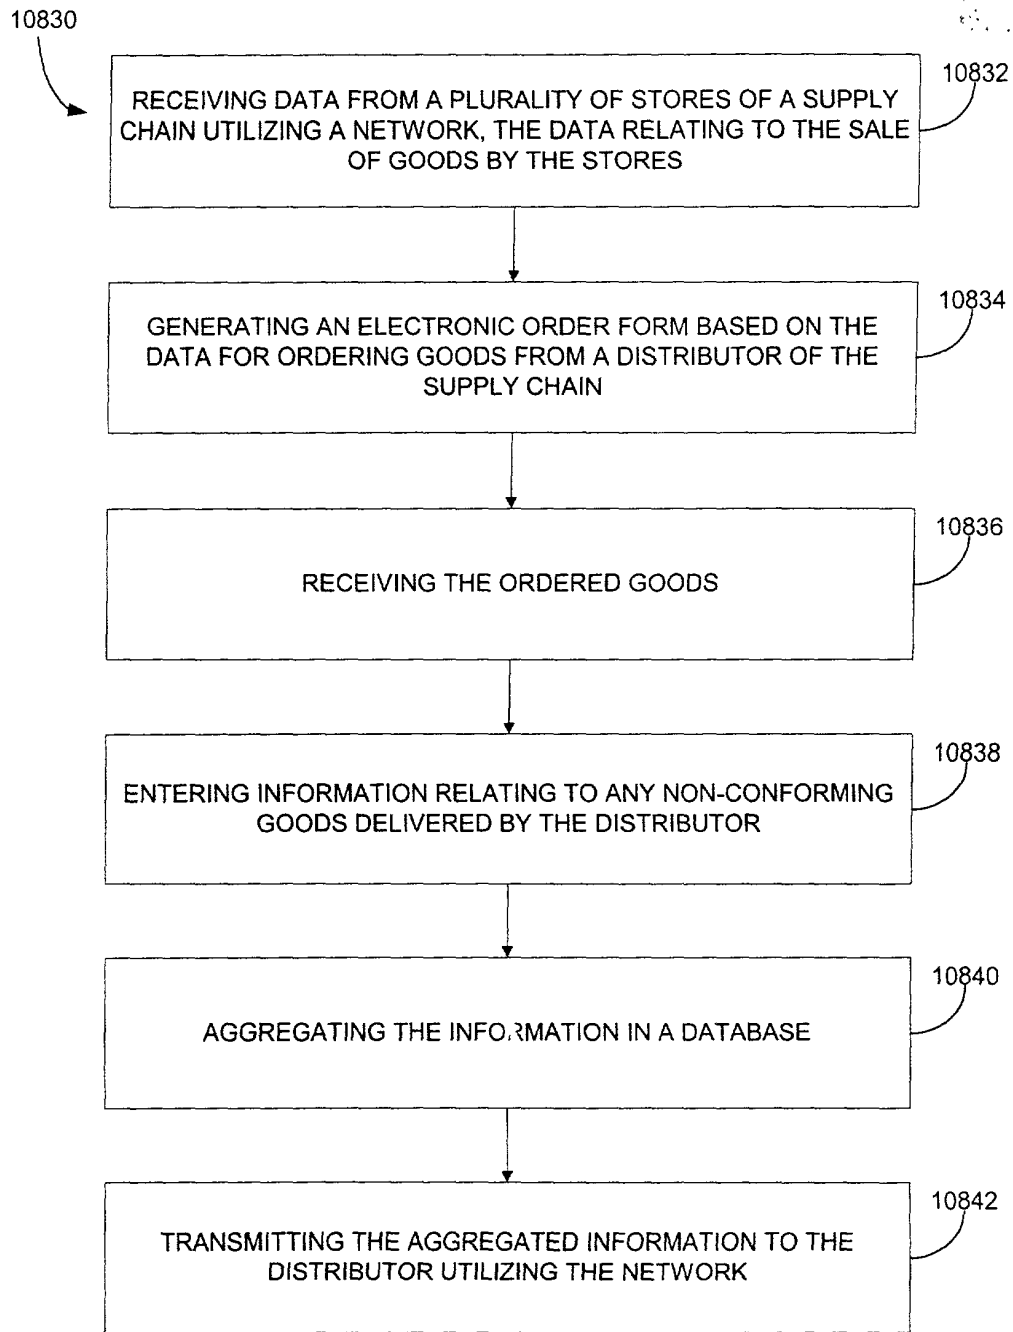 10830
10832
RECEIVING DATA FROM A PLURALITY OF STORES OF A SUPPLY
CHAIN UTILIZING A NETWORK, THE DATA RELATING TO THE SALE
OF GOODS BY THE STORES
10834
GENERATING AN ELECTRONIC ORDER FORM BASED ON THE
DATA FOR ORDERING GOODS FROM A DISTRIBUTOR OF THE
SUPPLY CHAIN
10836
RECEIVING THE ORDERED GOODS
10838
ENTERING INFORMATION RELATING TO ANY NON-CONFORMING
GOODS DELIVERED BY THE DISTRIBUTOR
10840
AGGREGATING THE INFORMATION IN A DATABASE
10842
TRANSMITTING THE AGGREGATED INFORMATION TO THE
DISTRIBUTOR UTILIZING THE NETWORK